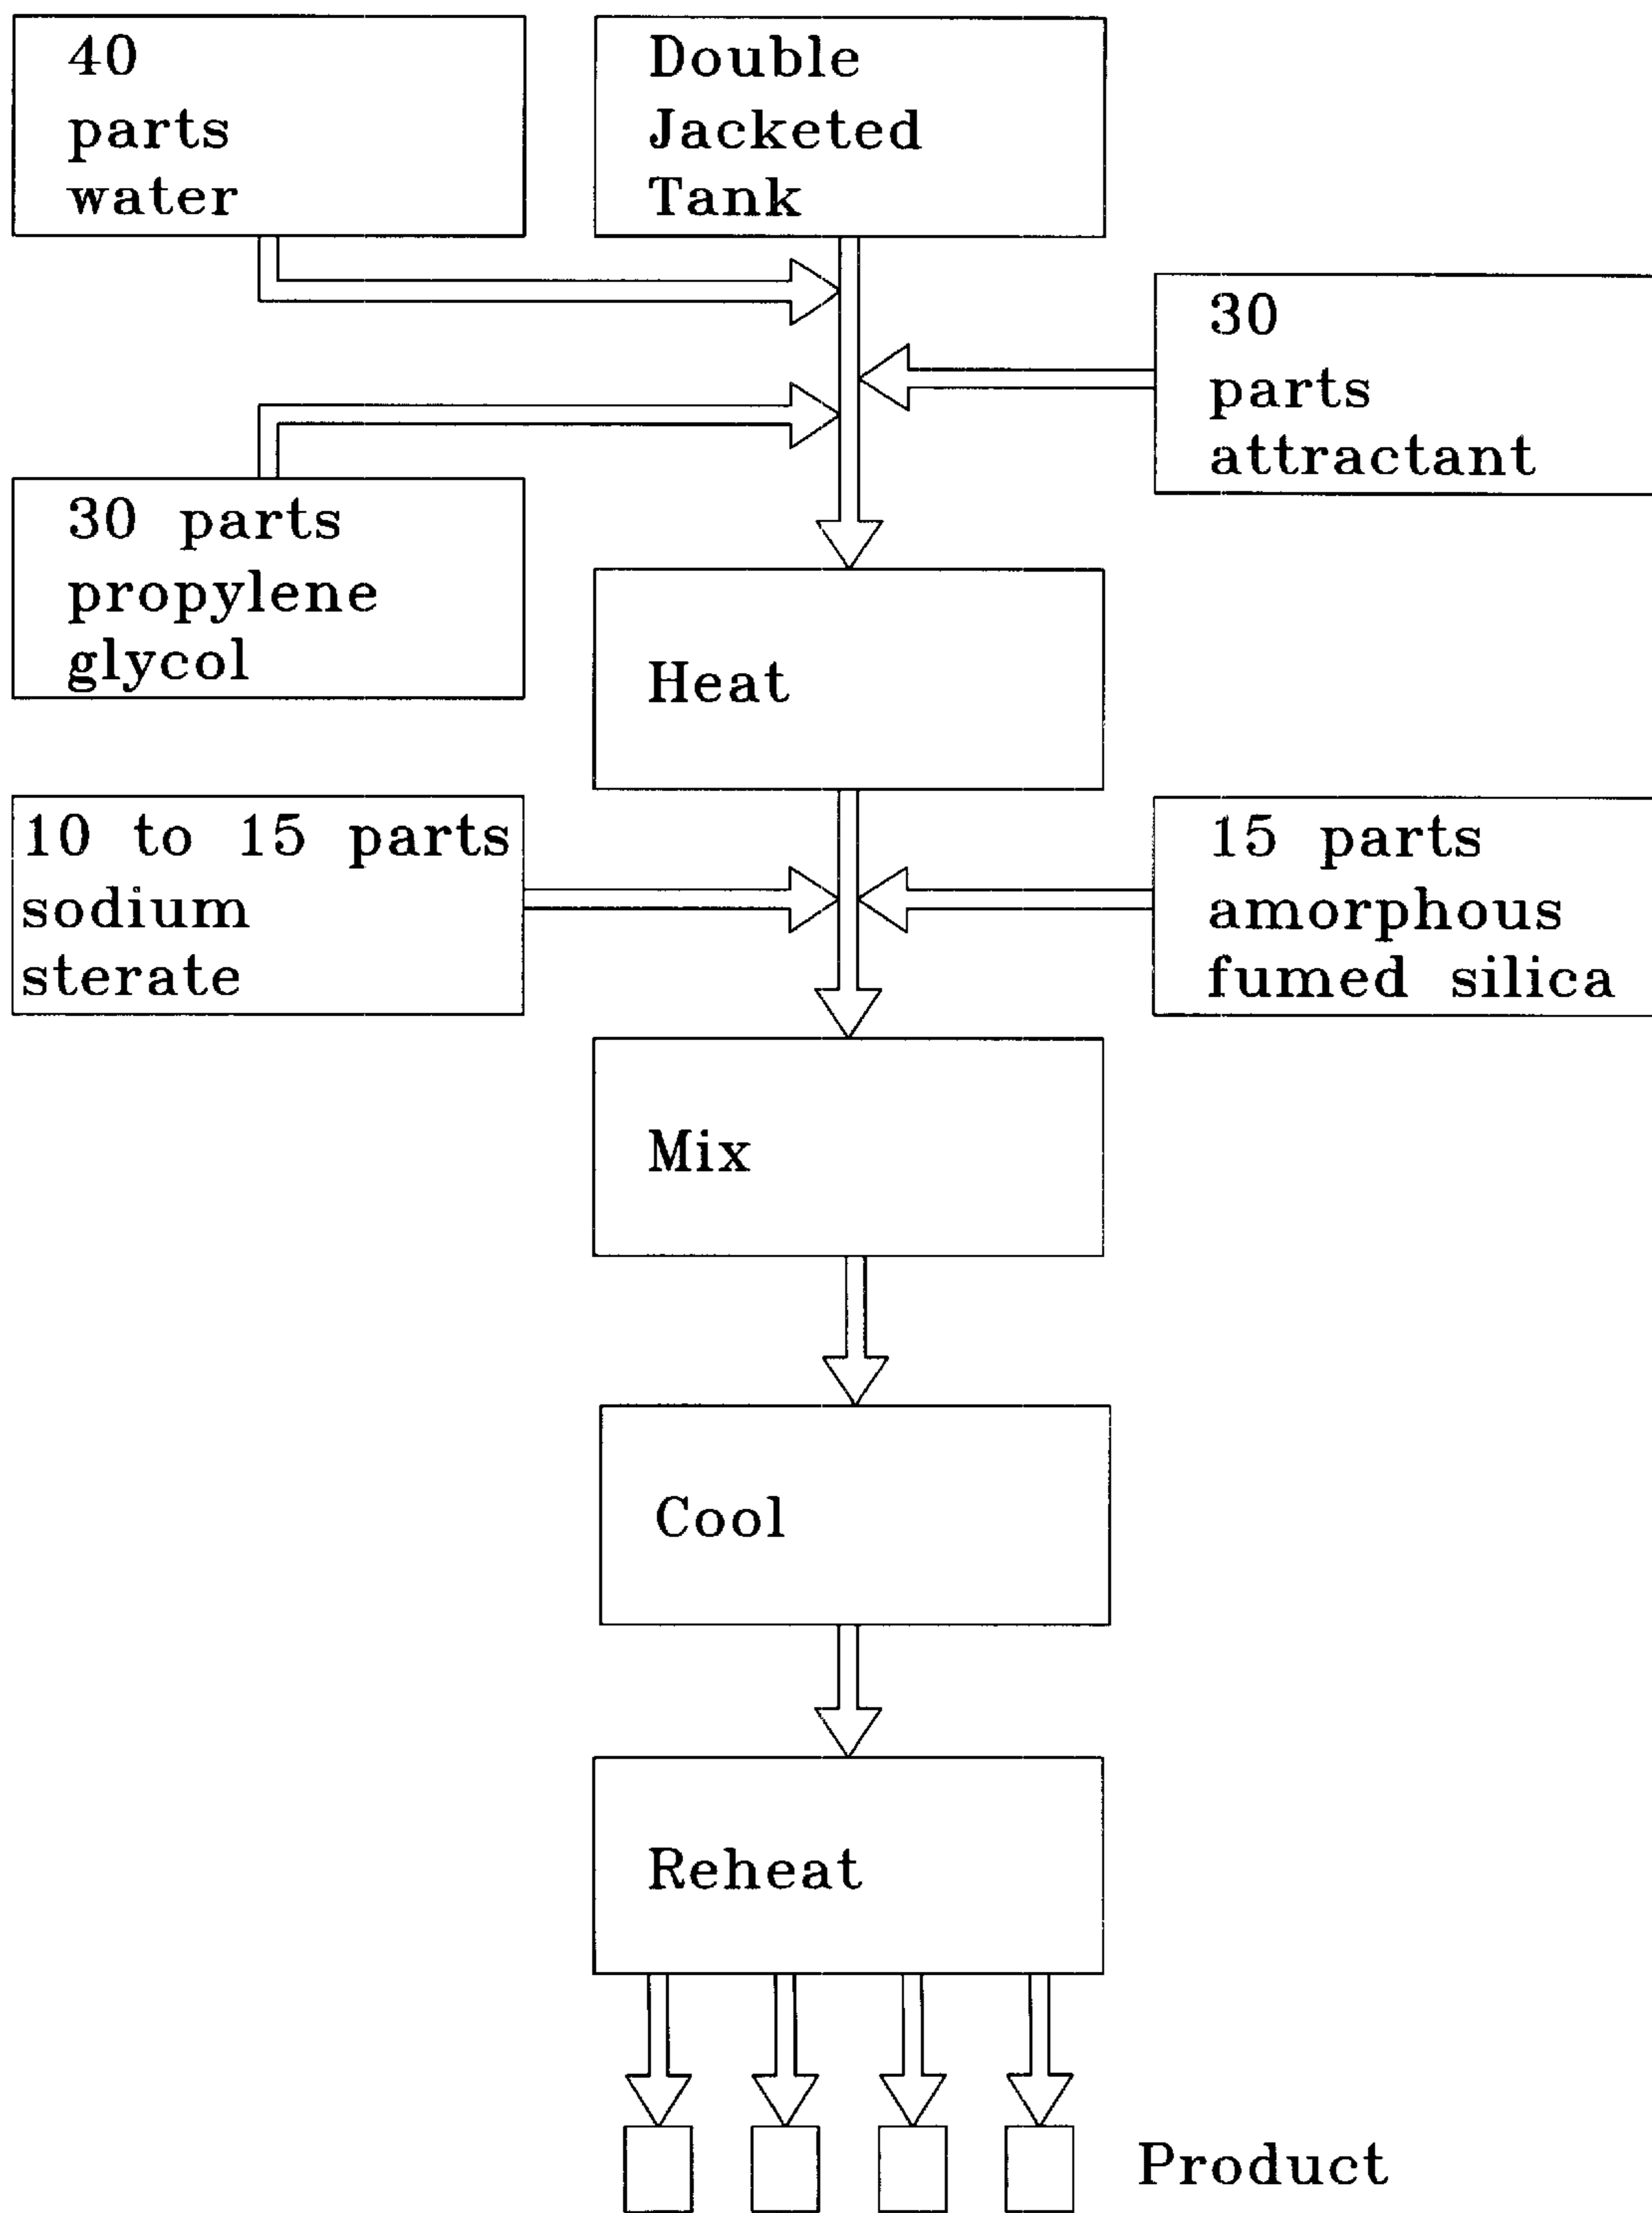 40
parts
water
Double
Jacketed
Tank
30
parts
attractant
30 parts
propylene
glycol
Heat
10 to 15 parts
sodium
sterate
15 parts
amorphous
fumed silica
Mix
Cool
Reheat
Product